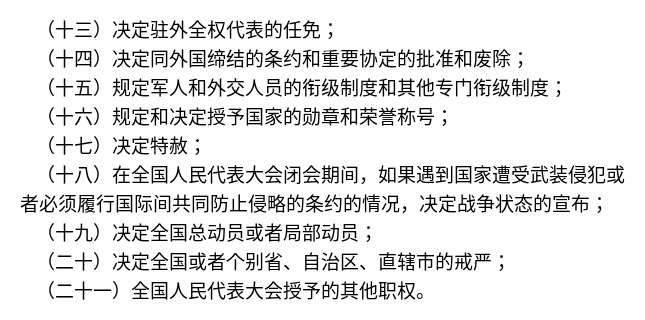 （十三）决定驻外全权代表的任免；
（十四）决定同外国缔结的条约和重要协定的批准和废除；
（十五）规定军人和外交人员的衔级制度和其他专门衔级制度；
（十六）规定和决定授予国家的勋章和荣誉称号；
（十七）决定特赦；
（十八）在全国人民代表大会闭会期间，如果遇到国家遭受武装侵犯或
者必须履行国际间共同防止侵略的条约的情况，决定战争状态的宣布；
（十九）决定全国总动员或者局部动员；
（二十）决定全国或者个别省、自治区、直辖市的戒严；
（二十一）全国人民代表大会授予的其他职权。